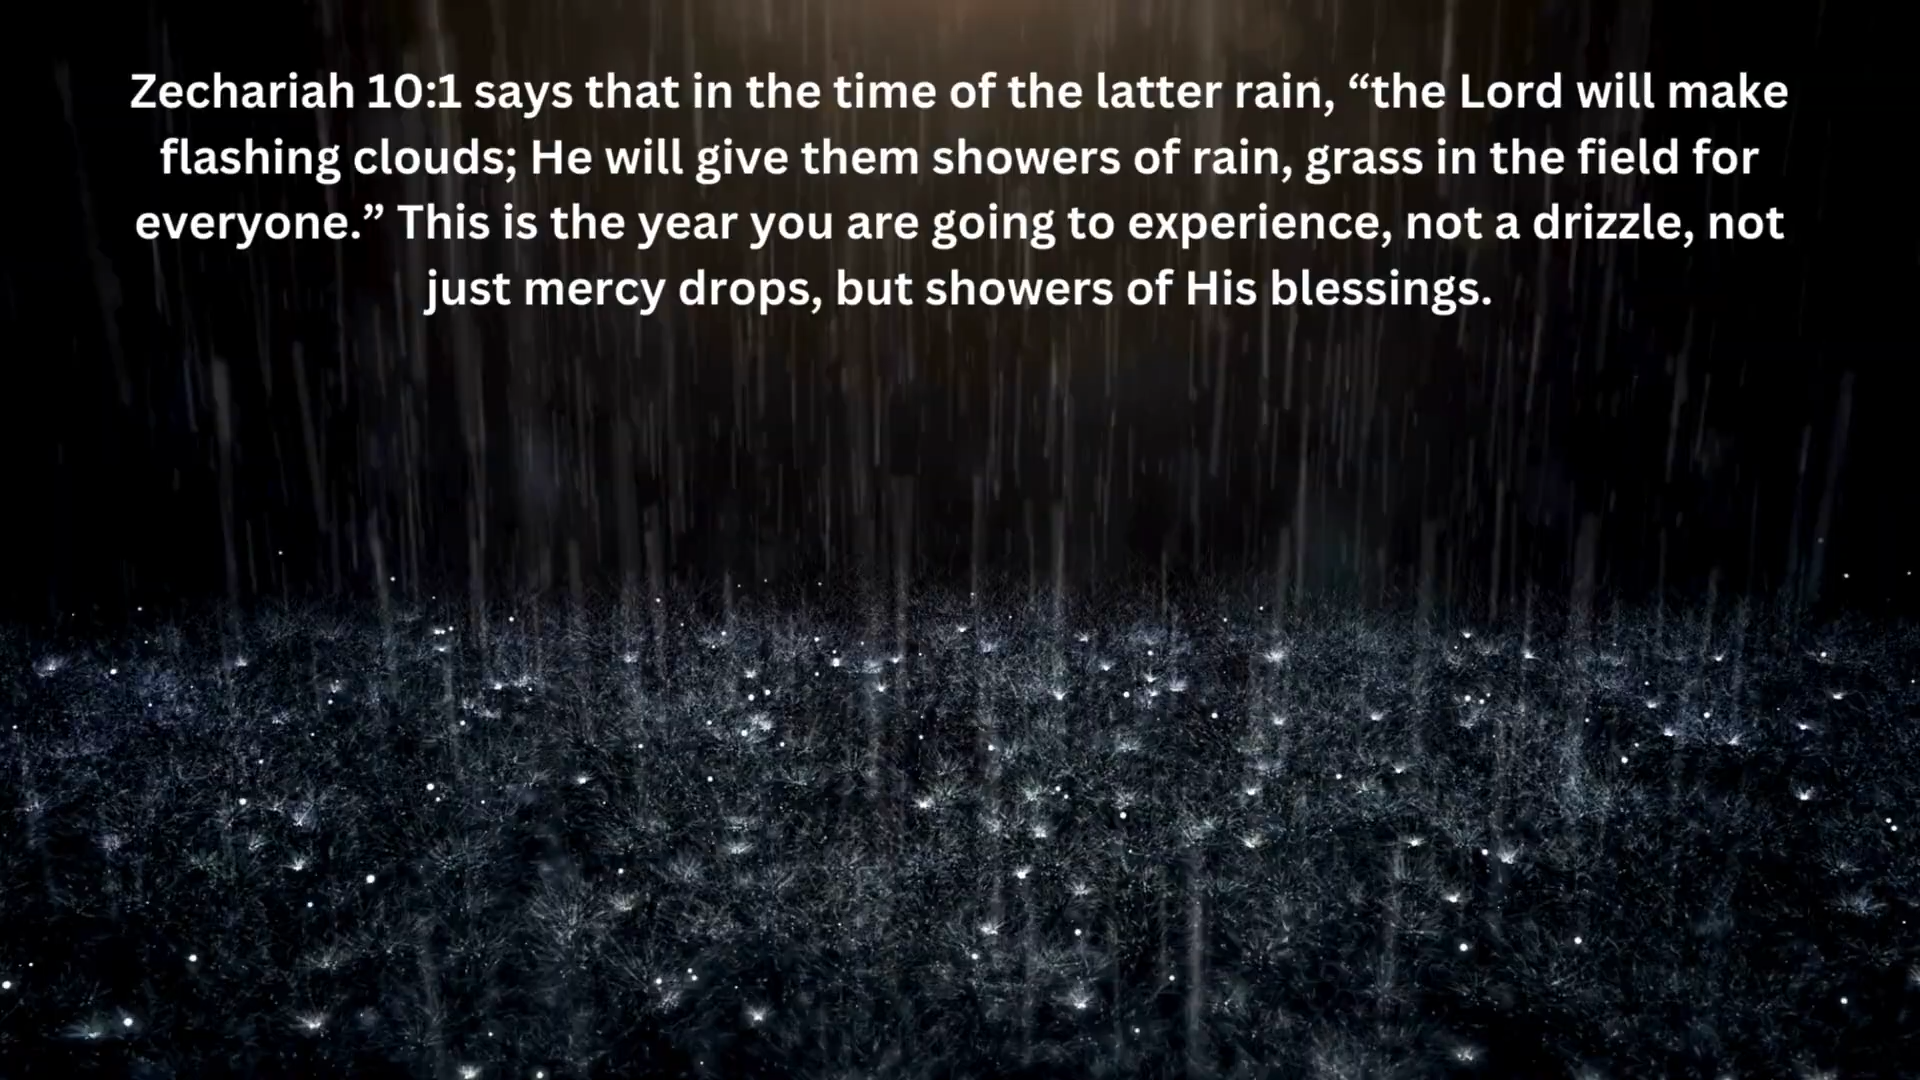 Zechariah 10:1 says that in the time of the latter rain, “the Lord will make
flashing clouds; He will give them showers of rain, grass in the field for
everyone.” This is the year you are going to experience, not a drizzle, not
just mercy drops, but showers of His blessings.